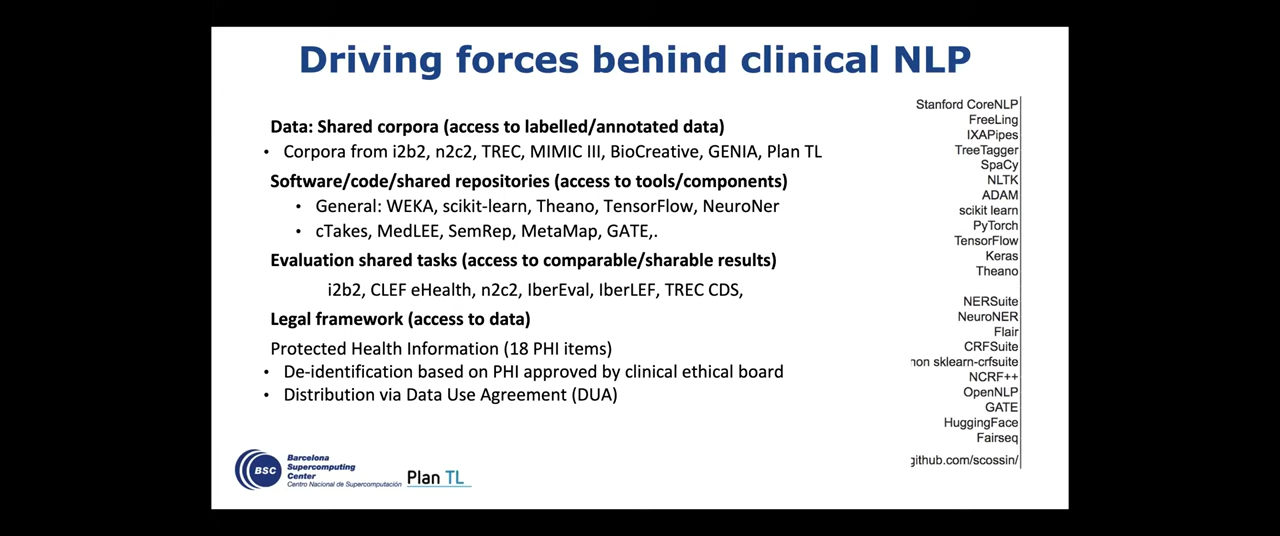 Driving forces behind clinical NLP
Data: Shared corpora (access to labelled/annotated data)
• Corpora from i2b2, n2c2, TREC, MIMIC III, BioCreative, GENIA, Plan TL
Software/code/shared repositories (access to tools/components)
• General: WEKA, scikit-learn, Theano, TensorFlow, NeuroNer
• cTakes, MedLEE, SemRep, MetaMap, GATE,.
Evaluation shared tasks (access to comparable/sharable results)
i2b2, CLEF eHealth, n2c2, IberEval, IberLEF, TREC CDS,
Legal framework (access to data)
Protected Health Information (18 PHI items)
• De-identification based on PHI approved by clinical ethical board
• Distribution via Data Use Agreement (DUA)
Stanford CoreNLP
FreeLing
IXAPipes
TreeTagger
SpaCy
NLTK
ADAM
scikit learn
PyTorch
TensorFlow
Keras
Theano
NERSuite
NeuroNER
Flair
CRFSuite
hon sklearn-crfsuite
NCRF++
OpenNLP
GATE
HuggingFace
Fairseq
github.com/scossin/
BSC
Barcelona
Supercomputing
Center
Centro Nacional de Supercomputación
Plan TL